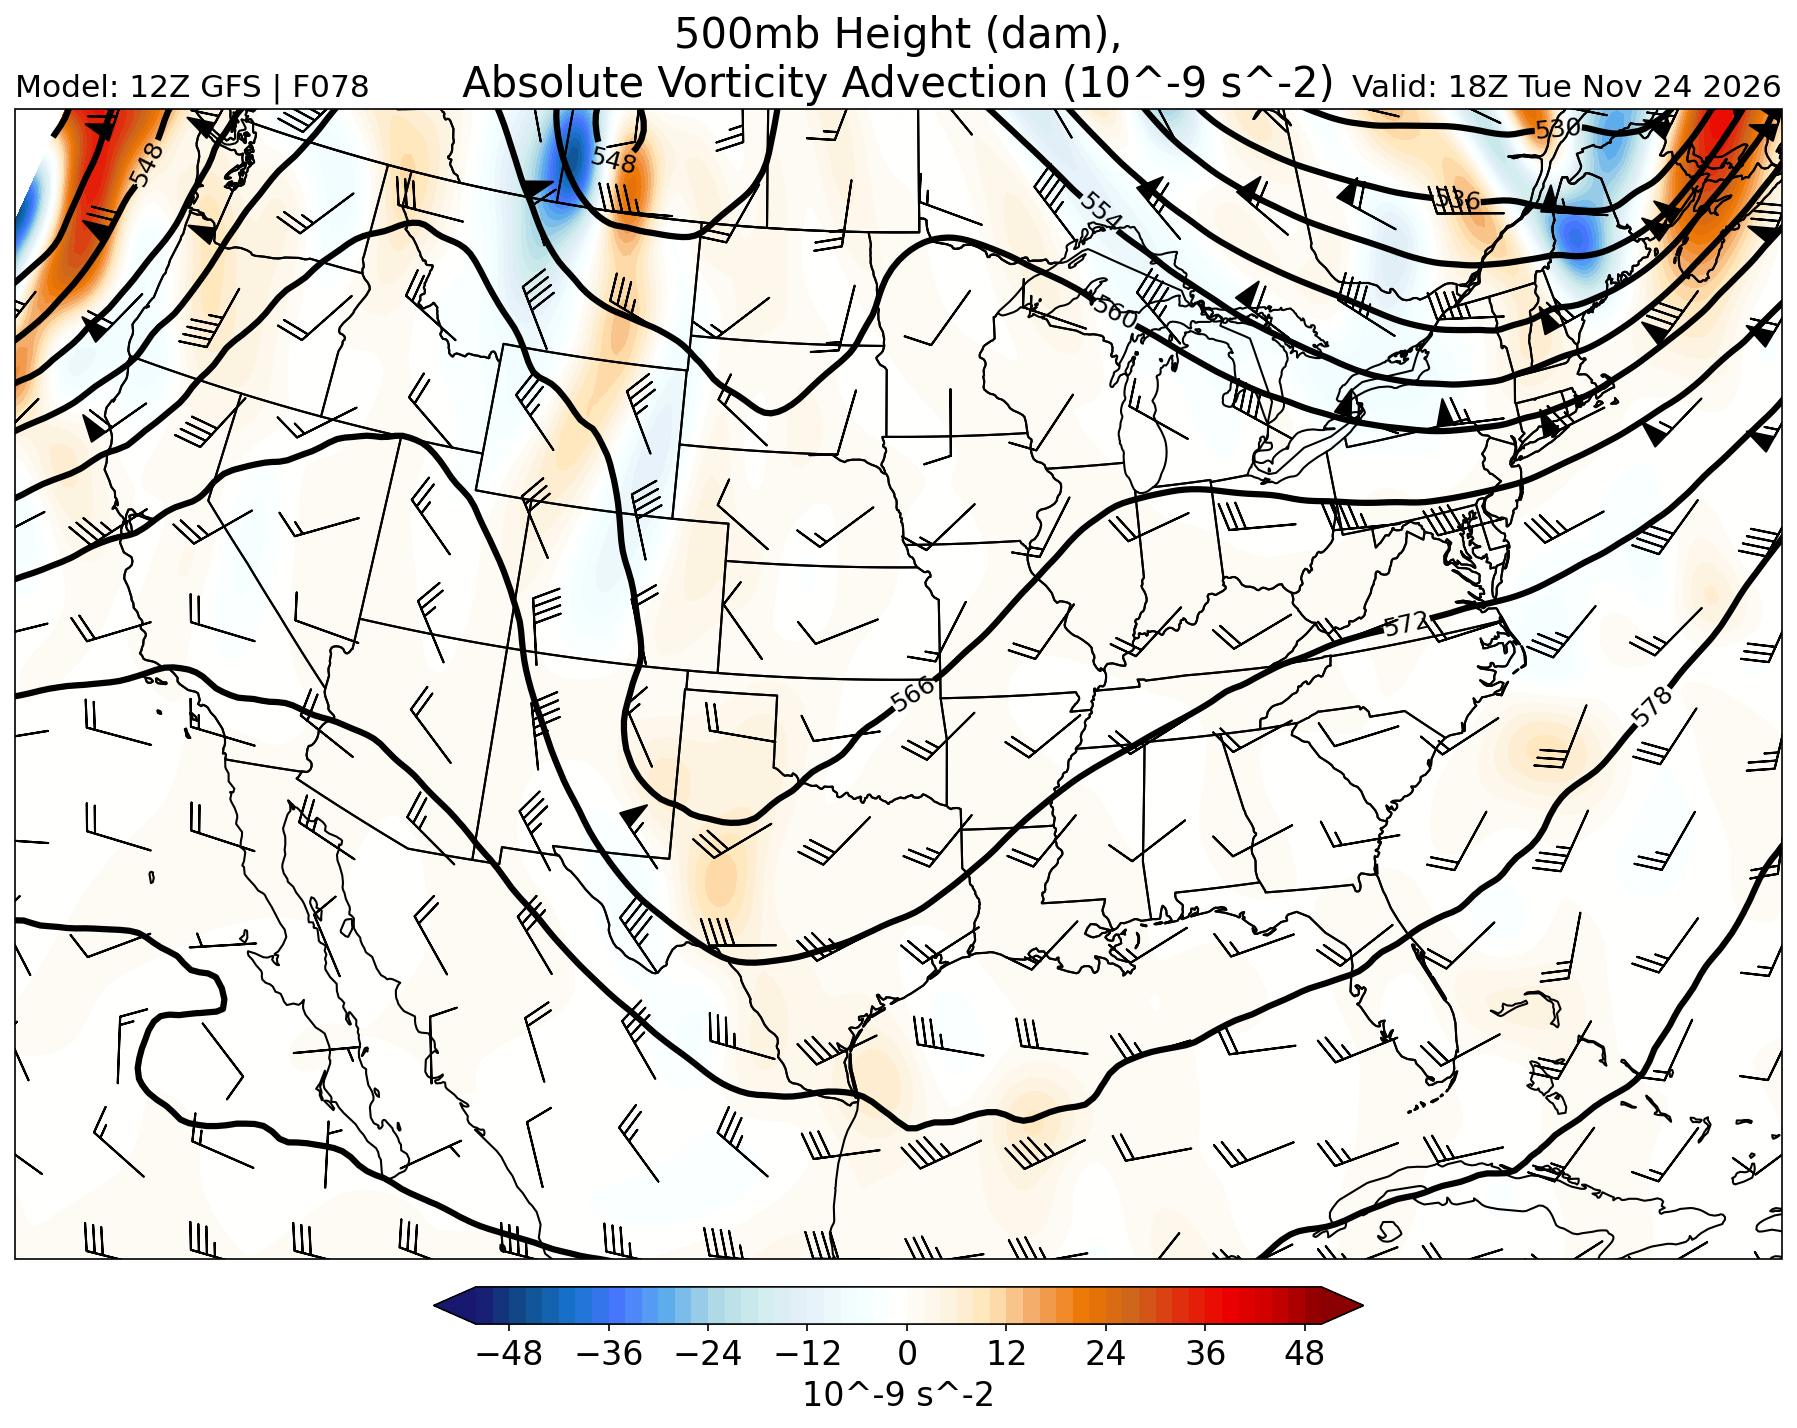 500mb Height (dam),
Model: 12Z GFS | F078
Absolute Vorticity Advection (10^-9 s^-2)
Valid: 18Z Tue Nov 24 2026
530
548
548
536
554
560
572
566
578
−48 −36 −24 −12 0 12 24 36 48
10^-9 s^-2